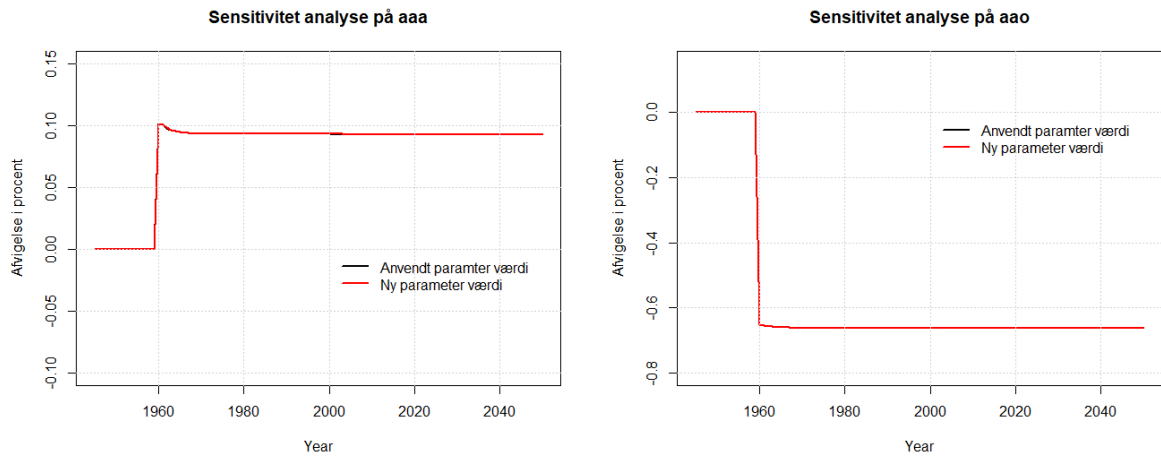 Sensitivitet analyse på aaa
Afvigelse i procent
0.15
0.10
0.05
0.00
-0.05
-0.10
Anvendt paramter værdi
Ny parameter værdi
1960 1980 2000 2020 2040
Year
Sensitivitet analyse på aao
Afvigelse i procent
0.0
-0.2
-0.4
-0.6
-0.8
Anvendt paramter værdi
Ny parameter værdi
1960 1980 2000 2020 2040
Year